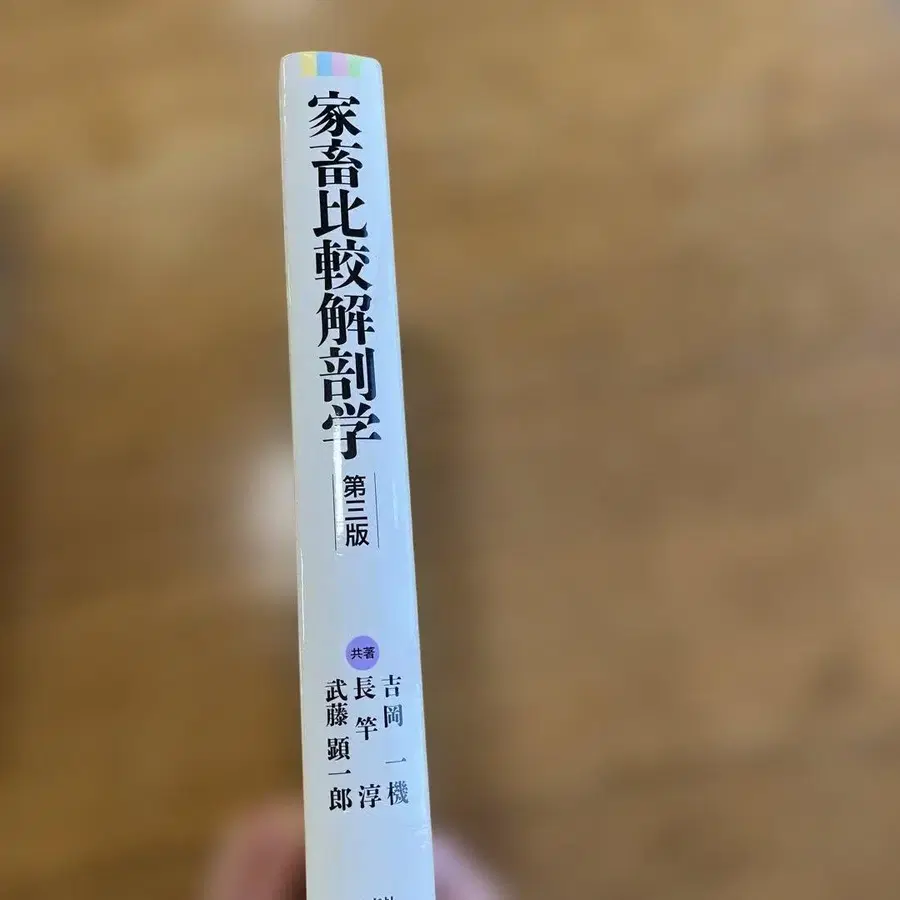 家畜比較解剖学
第三版
共著
吉岡 一機
長竿 淳
武藤 顕一郎